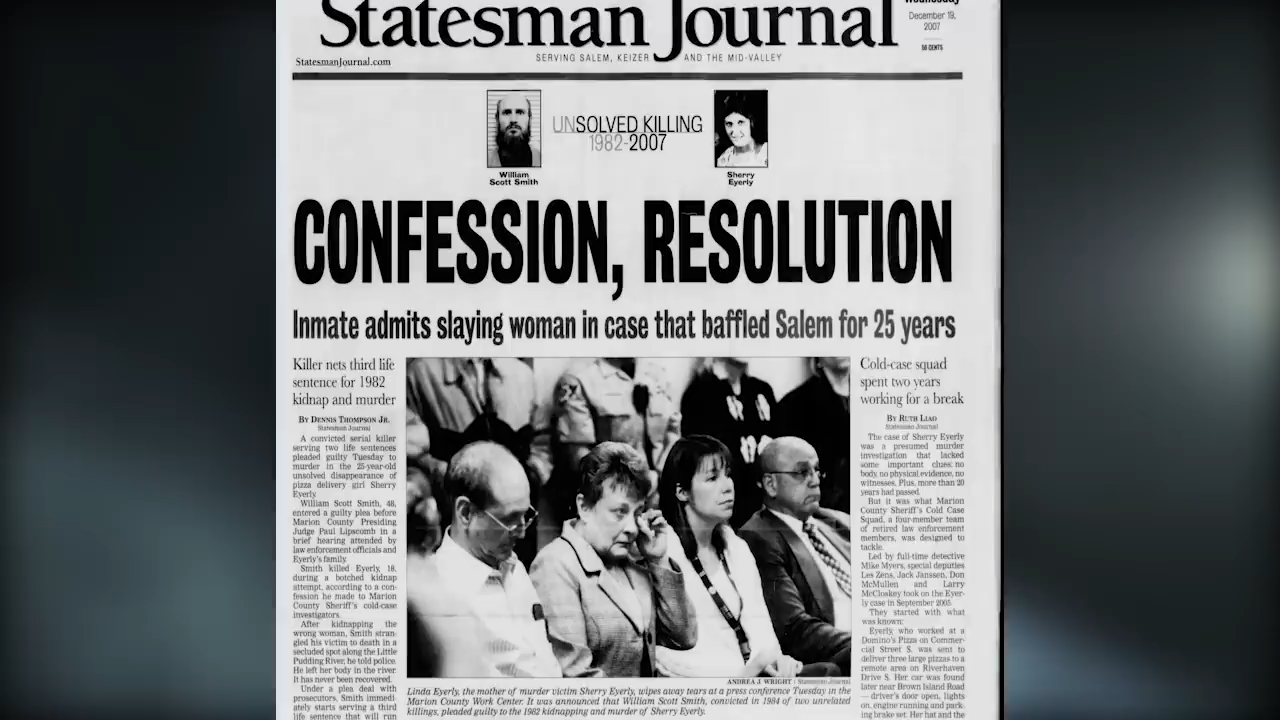 Statesman Journal
Wednesday
December 19,
2007
50 CENTS
StatesmanJournal.com
SERVING SALEM, KEIZER AND THE MID-VALLEY
UNSOLVED KILLING
1982-2007
William
Scott Smith
Sherry
Eyerly
CONFESSION, RESOLUTION
Inmate admits slaying woman in case that baffled Salem for 25 years
Killer nets third life
sentence for 1982
kidnap and murder
BY DENNIS THOMPSON JR.
Statesman Journal
A convicted serial killer
serving two life sentences
pleaded guilty Tuesday to
murder in the 25-year-old
unsolved disappearance of
pizza delivery girl Sherry
Eyerly.
William Scott Smith, 48,
entered a guilty plea before
Marion County Presiding
Judge Paul Lipscomb in a
brief hearing attended by
law enforcement officials and
Eyerly's family.
Smith killed Eyerly, 18,
during a botched kidnap
attempt, according to a con-
fession he made to Marion
County Sheriff's cold-case
investigators.
After kidnapping the
wrong woman, Smith stran-
gled his victim to death in a
secluded spot along the Little
Pudding River, he told police.
He left her body in the river.
It has never been recovered.
Under a plea deal with
prosecutors, Smith immedi-
ately starts serving a third
life sentence that will run
ANDREA J. WRIGHT / Statesman Journal
Linda Eyerly, the mother of murder victim Sherry Eyerly, wipes away tears at a press conference Tuesday in the
Marion County Work Center. It was announced that William Scott Smith, convicted in 1984 of two unrelated
killings, pleaded guilty to the 1982 kidnapping and murder of Sherry Eyerly.
Cold-case squad
spent two years
working for a break
BY RUTH LIAO
Statesman Journal
The case of Sherry Eyerly
was a presumed murder
investigation that lacked
some important clues: no
body, no physical evidence, no
witnesses. Plus, more than 20
years had passed.
But it was what Marion
County Sheriff's Cold Case
Squad, a four-member team
of retired law enforcement
members, was designed to
tackle.
Led by full-time detective
Mike Myers, special deputies
Les Zens, Jack Janssen, Don
McMullen and Larry
McCloskey took on the Eyer-
ly case in September 2005.
They started with what
was known:
Eyerly, who worked at a
Domino's Pizza on Commer-
cial Street S. was sent to
deliver three large pizzas to a
remote area on Riverhaven
Drive S. Her car was found
later near Brown Island Road
— driver's door open, lights
on, engine running and park-
ing brake set. Her hat and the